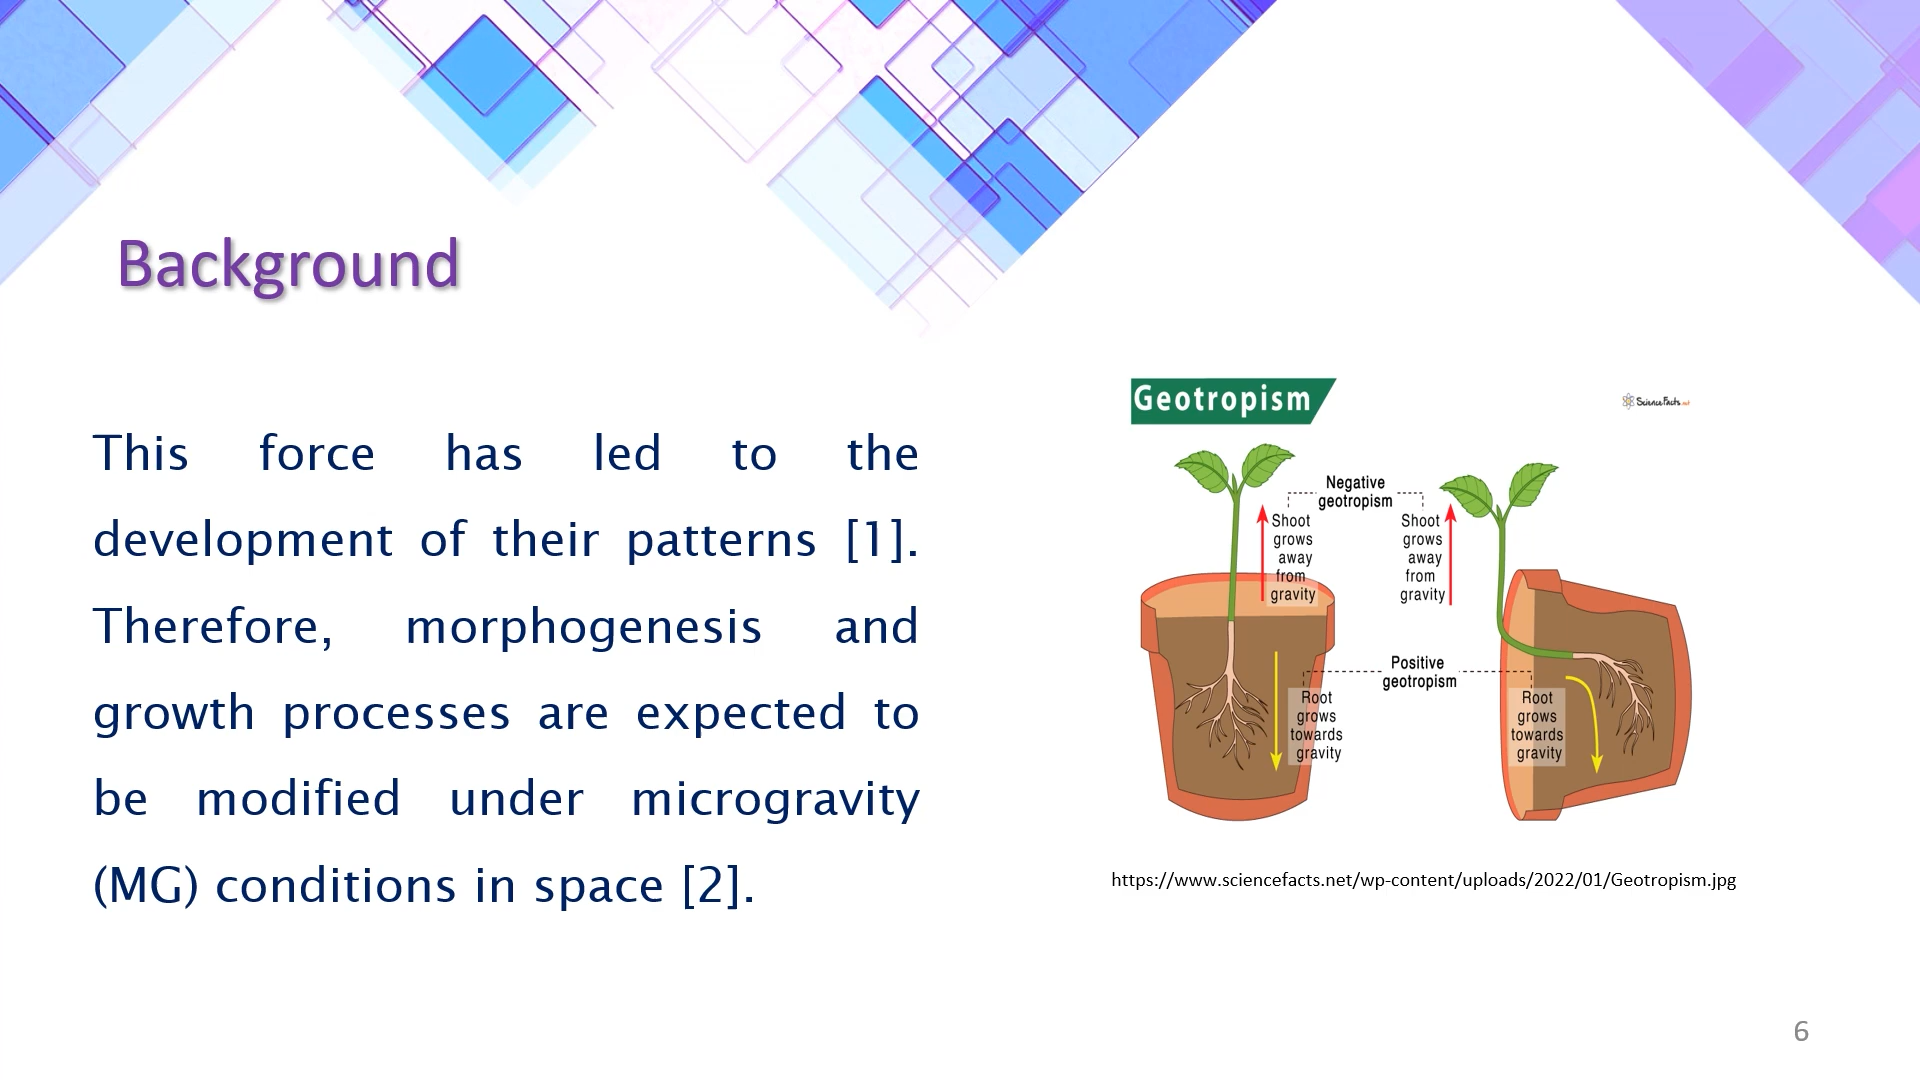 Background
This force has led to the
development of their patterns [1].
Therefore, morphogenesis and
growth processes are expected to
be modified under microgravity
(MG) conditions in space [2].
Geotropism
ScienceFacts.net
Negative
geotropism
Shoot
grows
away
from
gravity
Shoot
grows
away
from
gravity
Positive
geotropism
Root
grows
towards
gravity
Root
grows
towards
gravity
https://www.sciencefacts.net/wp-content/uploads/2022/01/Geotropism.jpg
6